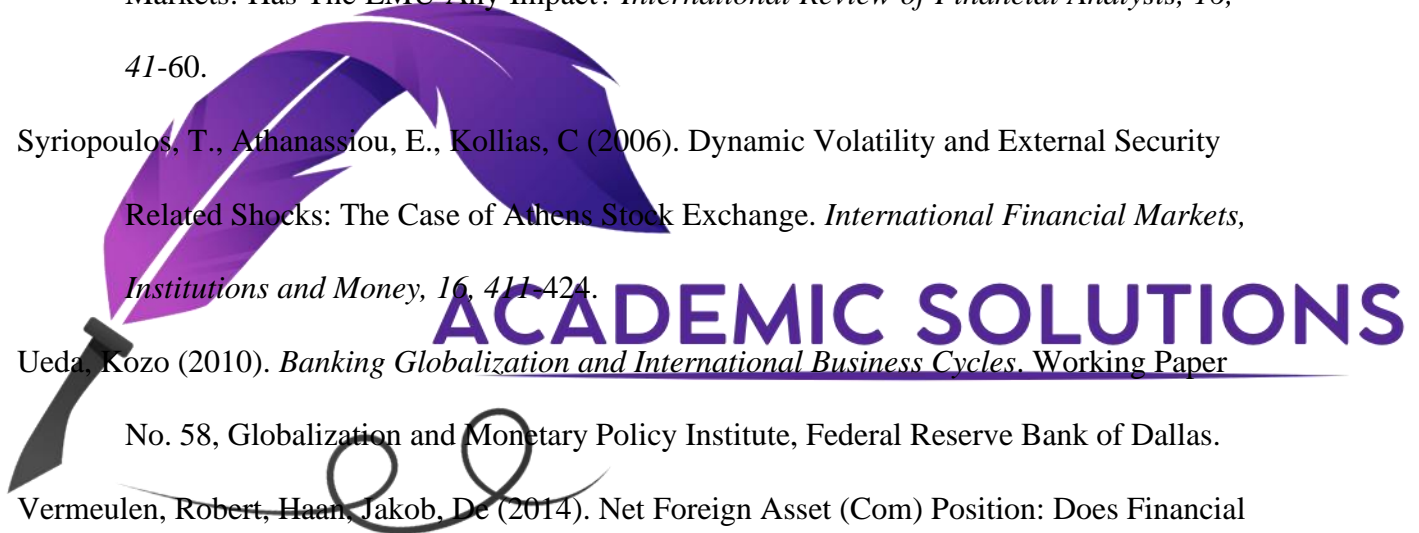 Markets: Has The EMU Any Impact? International Review of Financial Analysis, 16,
41-60.
Syriopoulos, T., Athanassiou, E., Kollias, C (2006). Dynamic Volatility and External Security
Related Shocks: The Case of Athens Stock Exchange. International Financial Markets,
Institutions and Money, 16, 411-424.
ACADEMIC SOLUTIONS
Ueda, Kozo (2010). Banking Globalization and International Business Cycles. Working Paper
No. 58, Globalization and Monetary Policy Institute, Federal Reserve Bank of Dallas.
Vermeulen, Robert, Haan, Jakob, De (2014). Net Foreign Asset (Com) Position: Does Financial